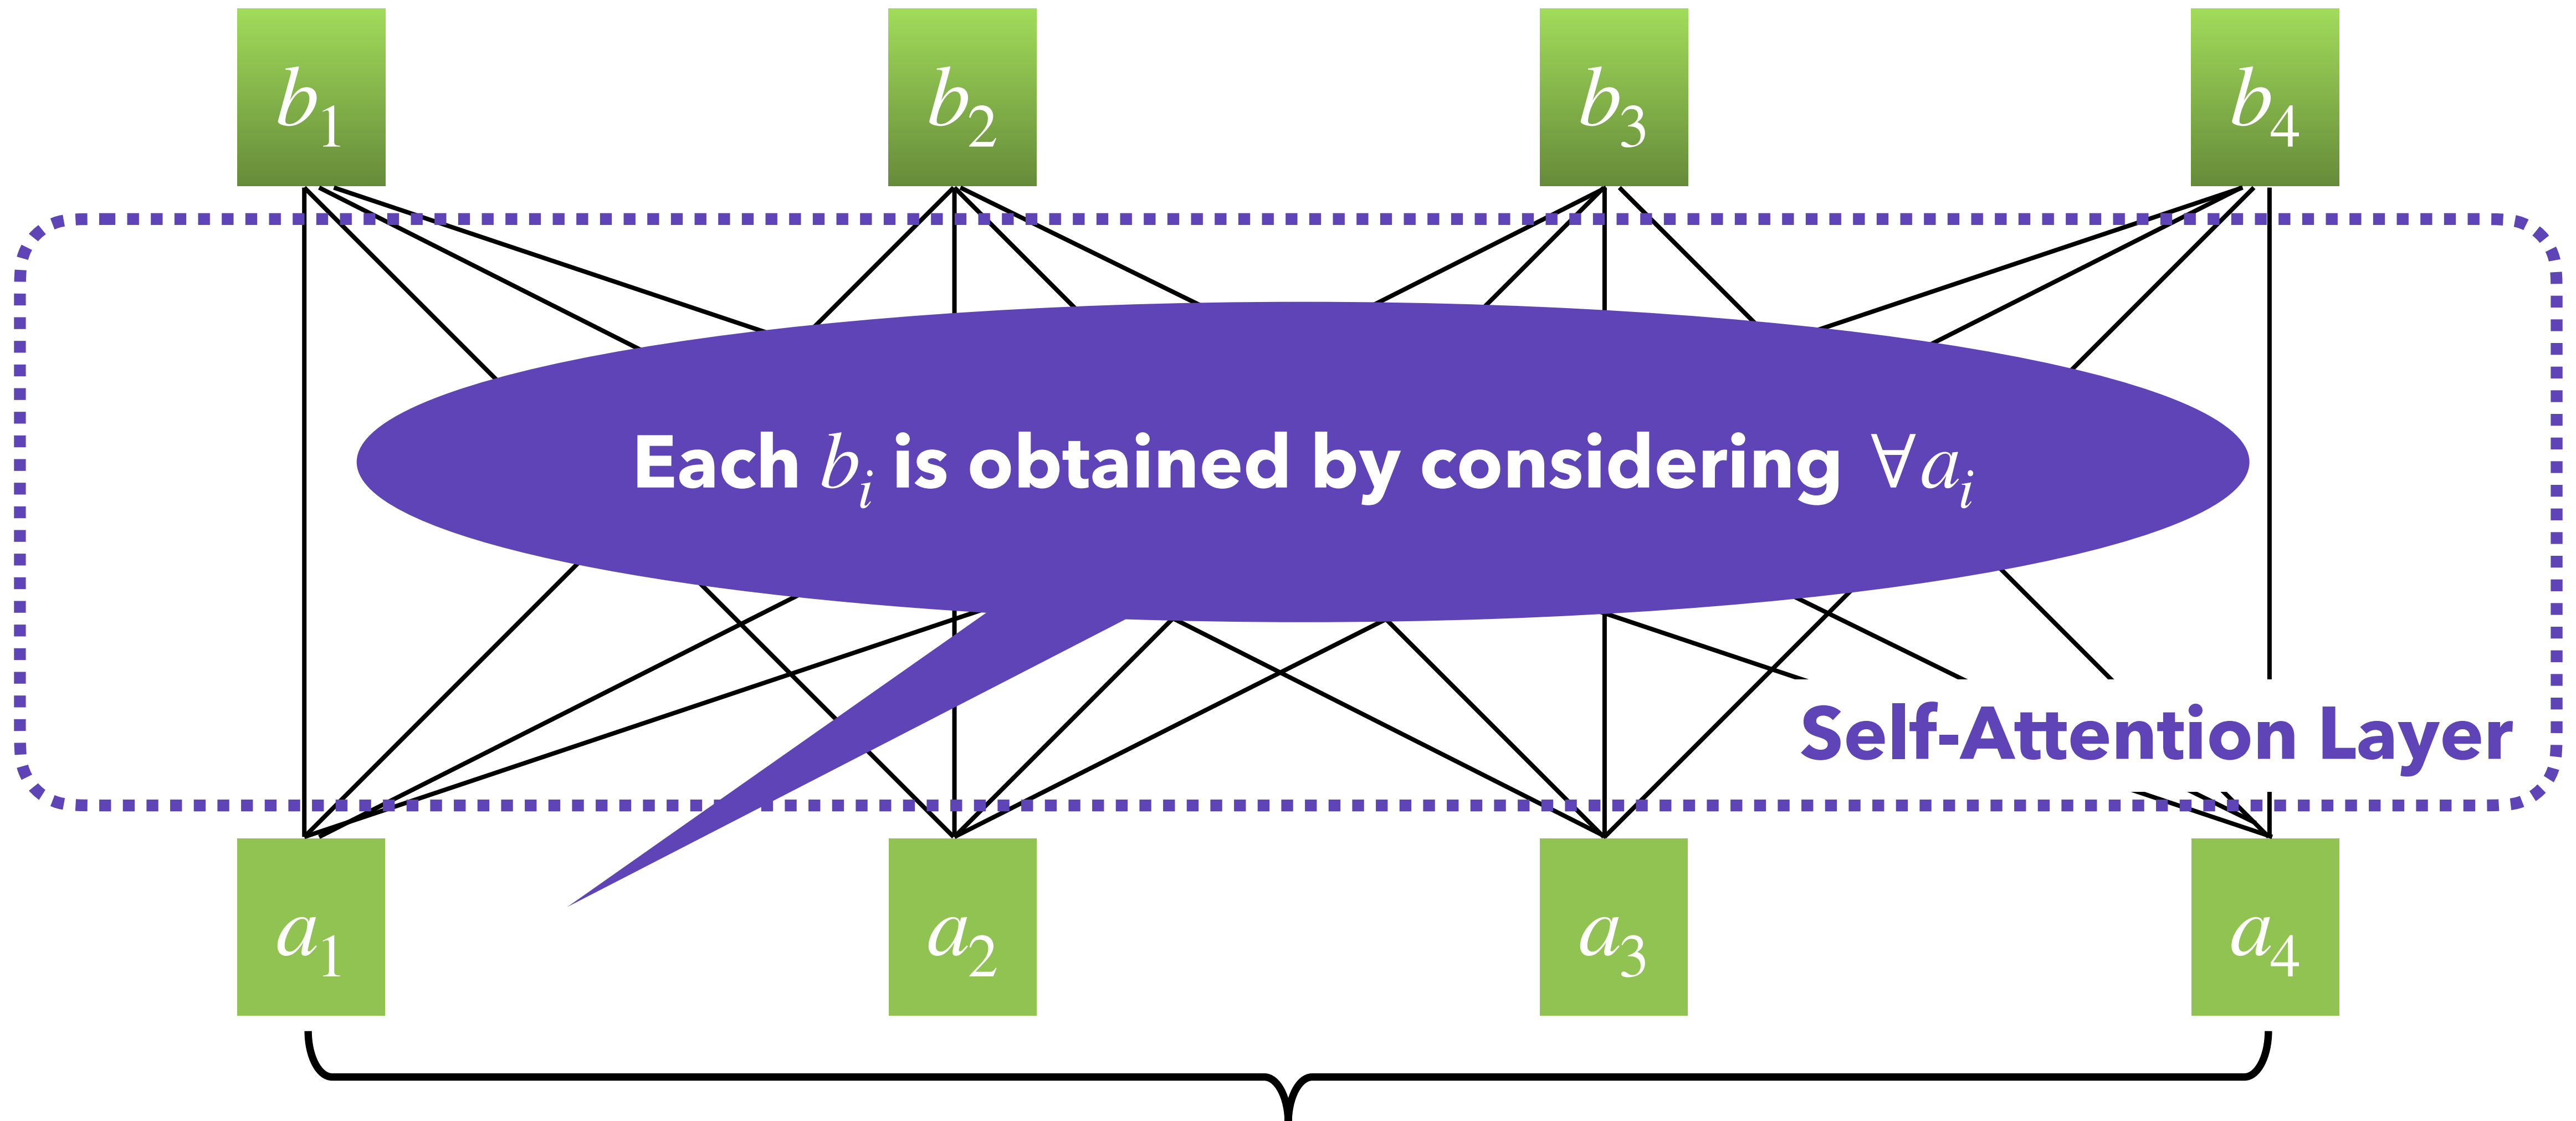 b₁ b₂ b₃ b₄
Each bᵢ is obtained by considering ∀aᵢ
Self-Attention Layer
a₁ a₂ a₃ a₄